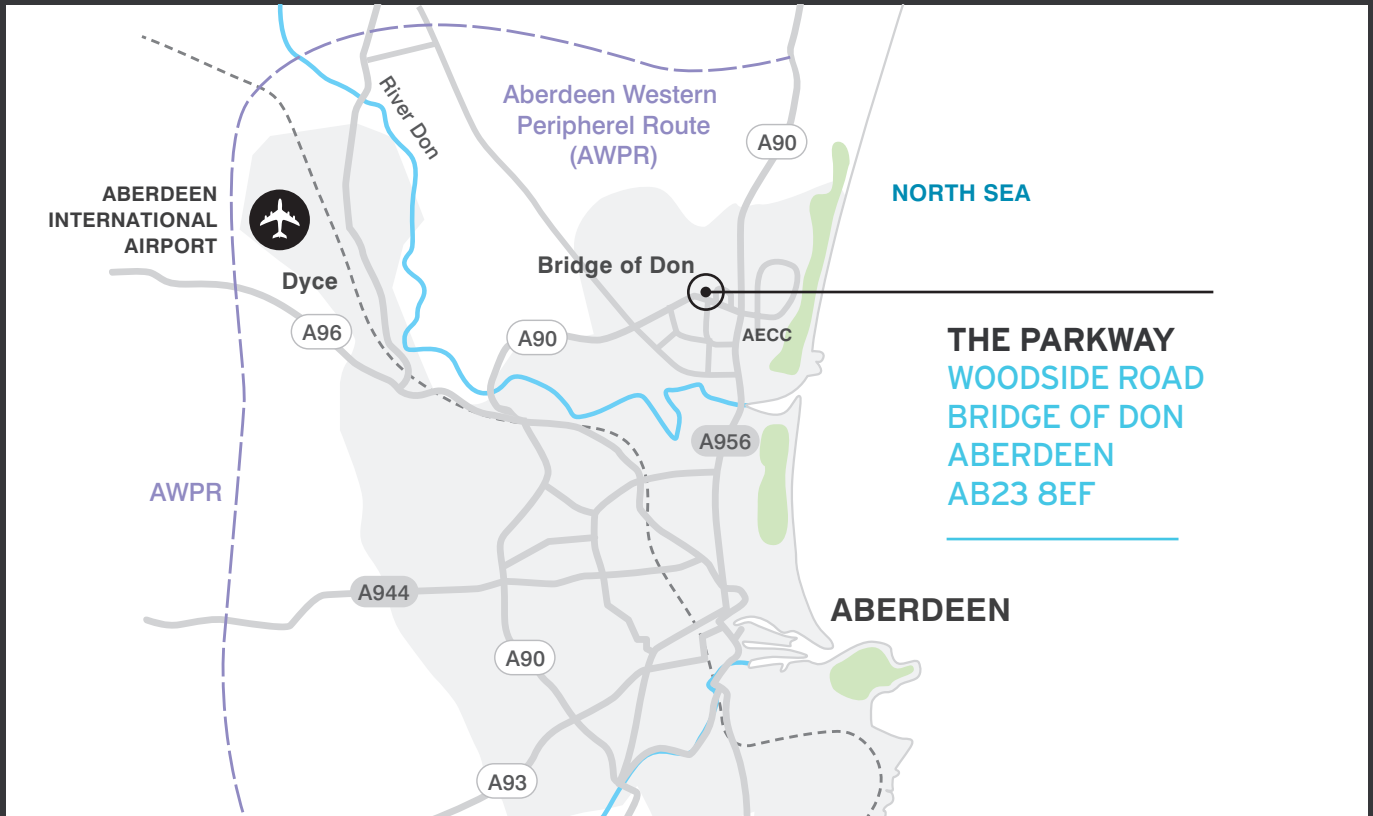 River Don
Aberdeen Western
Peripherel Route
(AWPR)
A90
ABERDEEN
INTERNATIONAL
AIRPORT
NORTH SEA
Dyce
Bridge of Don
A96
A90
AECC
THE PARKWAY
WOODSIDE ROAD
BRIDGE OF DON
ABERDEEN
AB23 8EF
A956
AWPR
A944
ABERDEEN
A90
A93